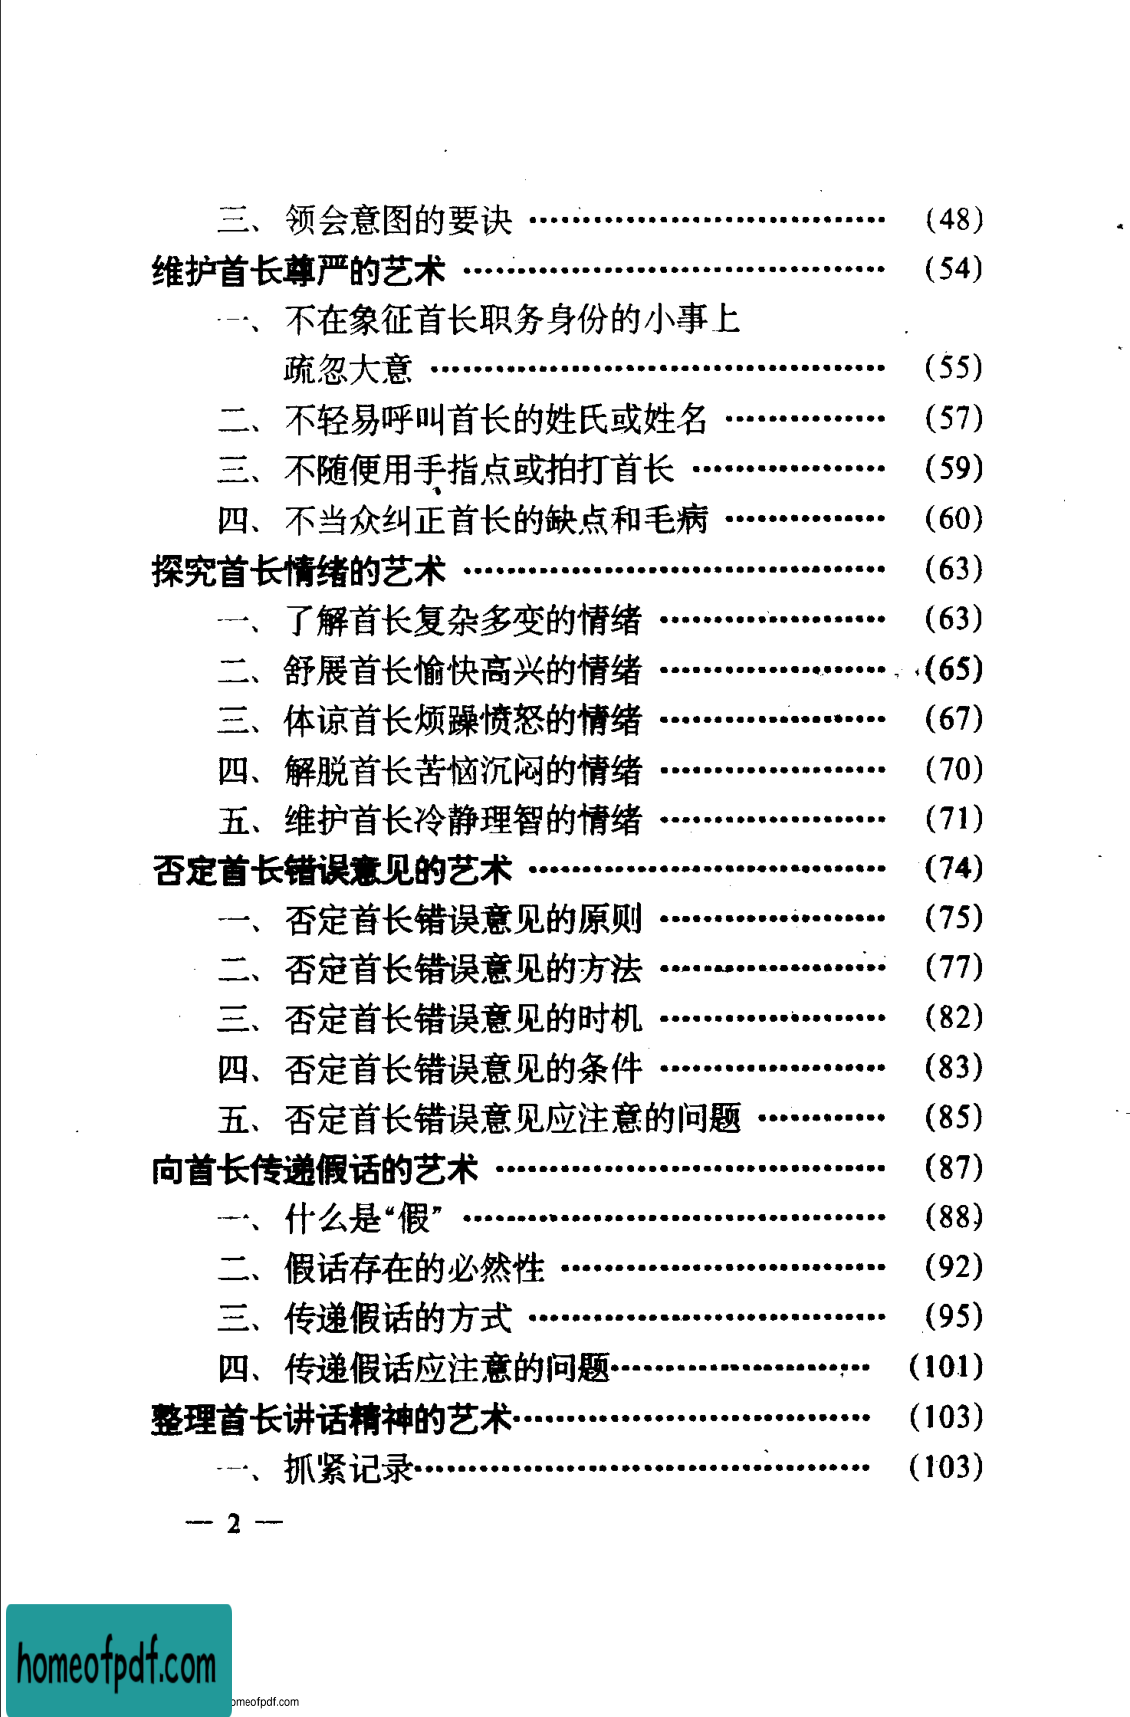 三、领会意图的要诀 …………………………… (48)
维护首长尊严的艺术 ………………………………… (54)
一、不在象征首长职务身份的小事上
疏忽大意 …………………………………… (55)
二、不轻易呼叫首长的姓氏或姓名 …………… (57)
三、不随便用手指点或拍打首长 ……………… (59)
四、不当众纠正首长的缺点和毛病 …………… (60)
探究首长情绪的艺术 ………………………………… (63)
一、了解首长复杂多变的情绪 ………………… (63)
二、舒展首长愉快高兴的情绪 ………………… (65)
三、体谅首长烦躁愤怒的情绪 ………………… (67)
四、解脱首长苦恼沉闷的情绪 ………………… (70)
五、维护首长冷静理智的情绪 ………………… (71)
否定首长错误意见的艺术 …………………………… (74)
一、否定首长错误意见的原则 ………………… (75)
二、否定首长错误意见的方法 ………………… (77)
三、否定首长错误意见的时机 ………………… (82)
四、否定首长错误意见的条件 ………………… (83)
五、否定首长错误意见应注意的问题 ………… (85)
向首长传递假话的艺术 ……………………………… (87)
一、什么是“假” ………………………………… (88)
二、假话存在的必然性 ………………………… (92)
三、传递假话的方式 …………………………… (95)
四、传递假话应注意的问题…………………… (101)
整理首长讲话精神的艺术…………………………… (103)
一、抓紧记录…………………………………… (103)
— 2 —
homeofpdf.com
omeofpdf.com